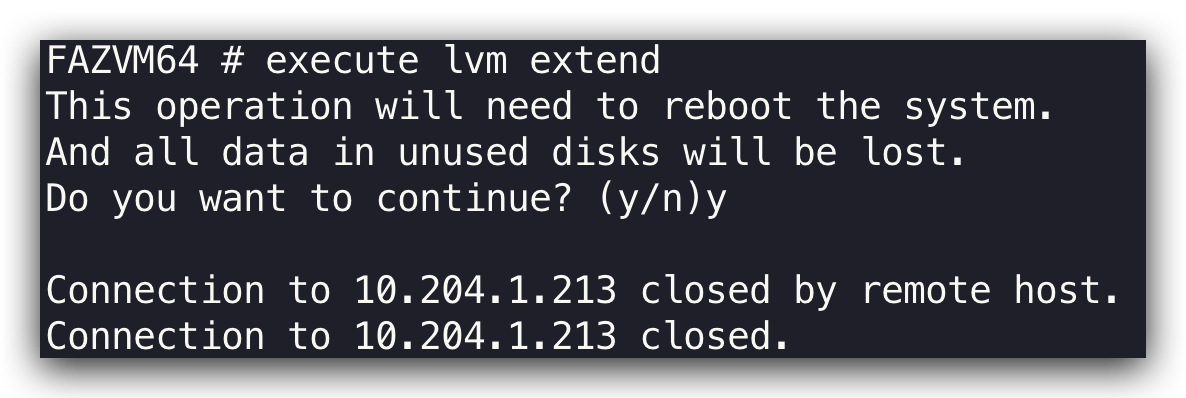 FAZVM64 # execute lvm extend
This operation will need to reboot the system.
And all data in unused disks will be lost.
Do you want to continue? (y/n)y
Connection to 10.204.1.213 closed by remote host.
Connection to 10.204.1.213 closed.